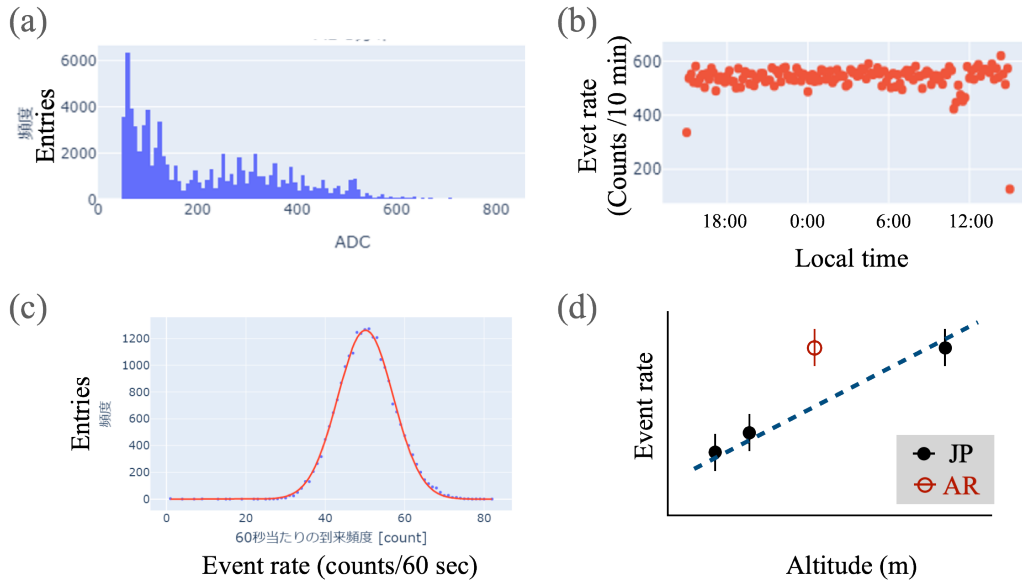 (a)
6000
4000
2000
0
頻度
Entries
0
200
400
600
800
ADC
(b)
Evet rate
(Counts /10 min)
(
600
400
200
18:00
0:00
6:00
12:00
Local time
(c)
1200
1000
800
600
400
200
0
Entries
頻度
0
20
40
60
80
60秒当たりの到来頻度 [count]
Event rate (counts/60 sec)
(d)
Event rate
JP
AR
Altitude (m)